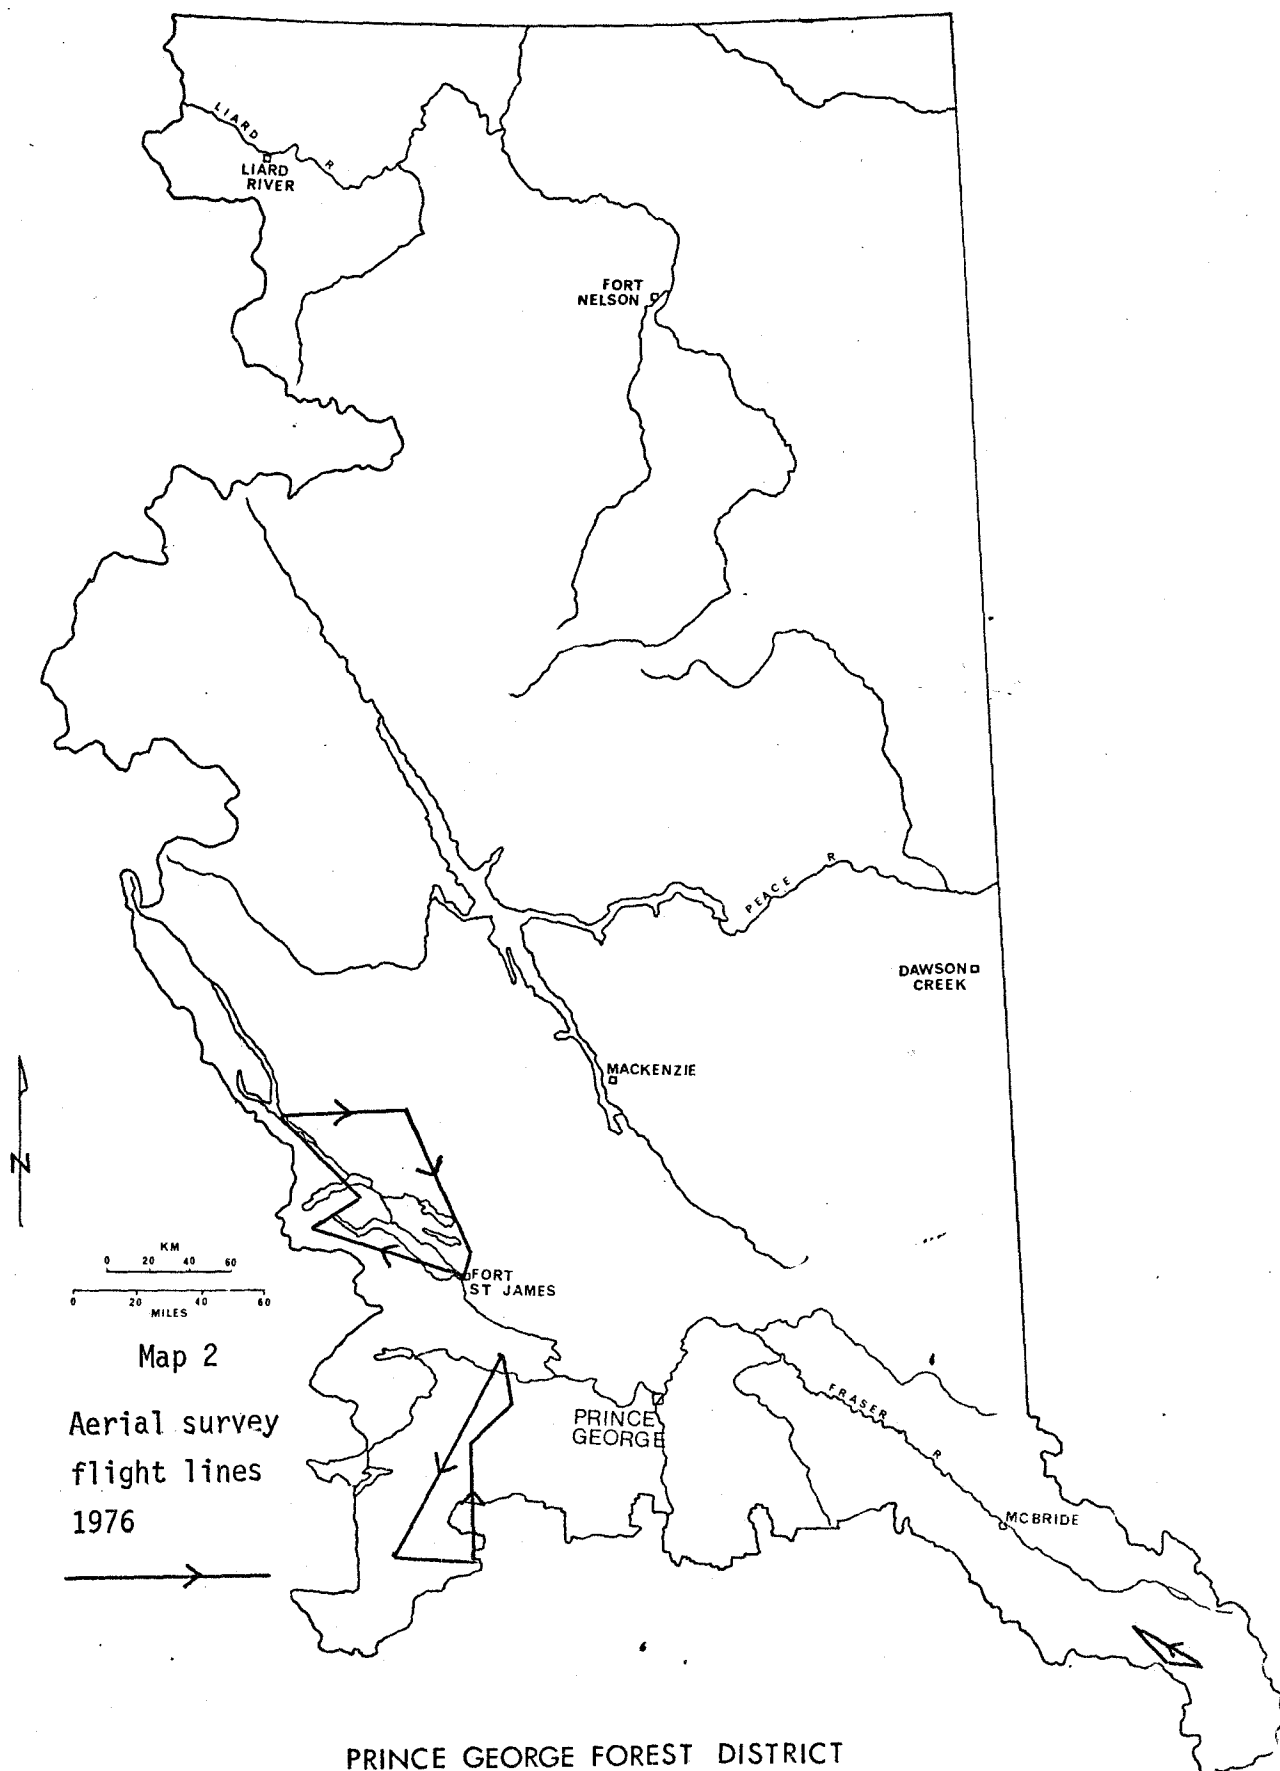 LIARD R
LIARD
RIVER
FORT
NELSON
PEACE R
DAWSON
CREEK
MACKENZIE
N
KM
0 20 40 60
0 20 40 60
MILES
FORT
ST JAMES
Map 2
Aerial survey
flight lines
1976
PRINCE
GEORGE
FRASER R
MCBRIDE
PRINCE GEORGE FOREST DISTRICT